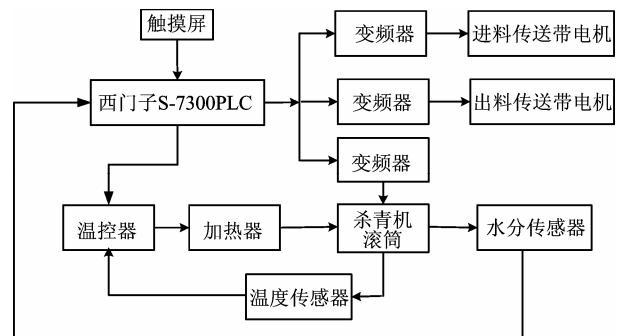 触摸屏
变频器
进料传送带电机
西门子S-7300PLC
变频器
出料传送带电机
变频器
温控器
加热器
杀青机
滚筒
水分传感器
温度传感器